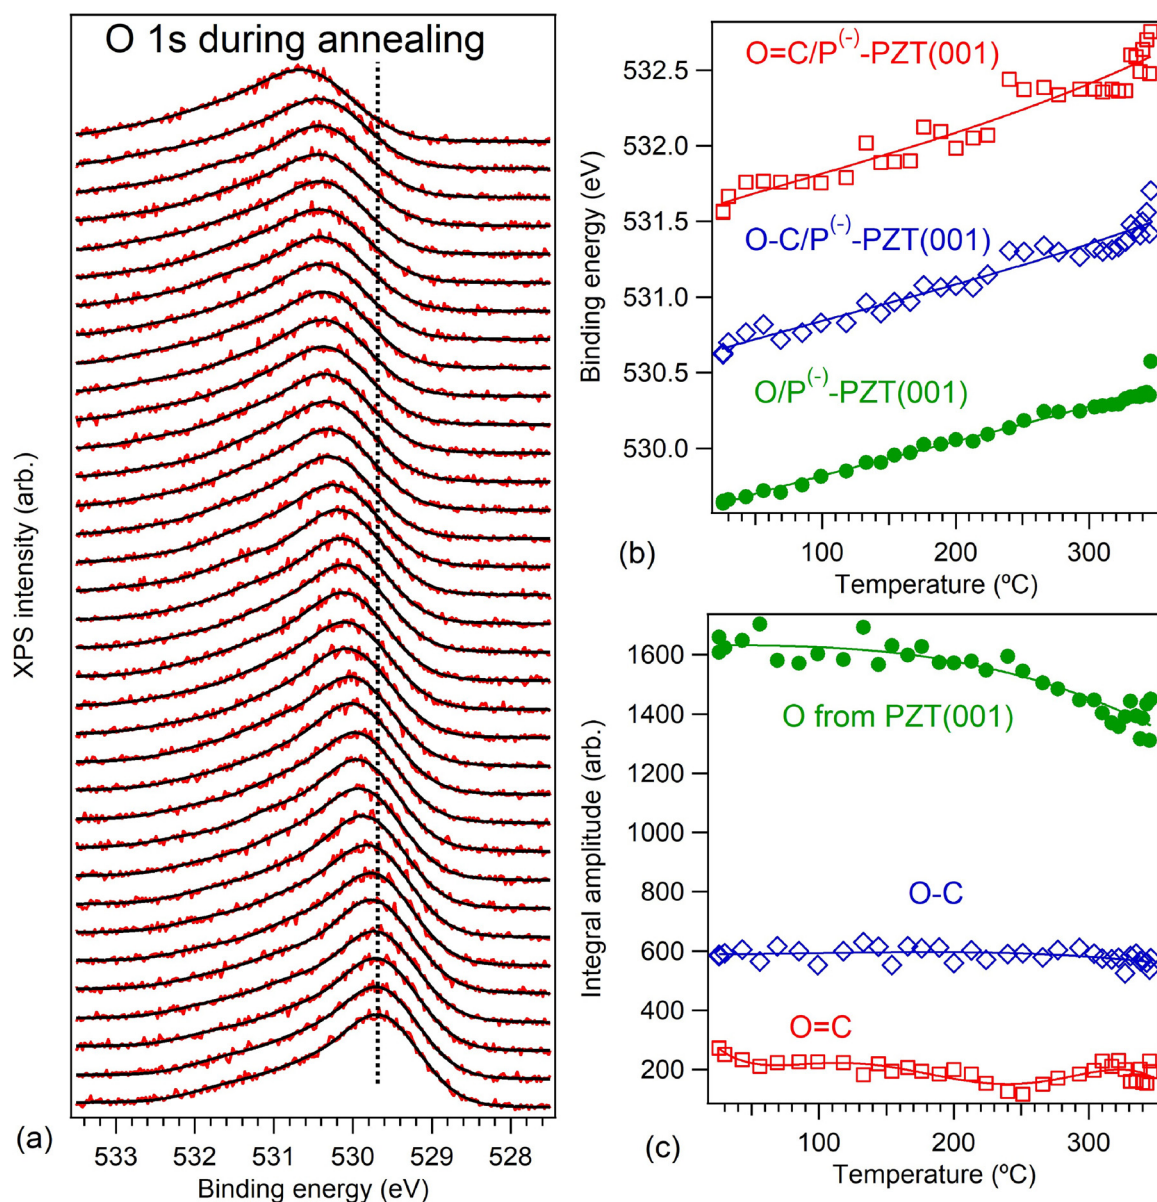 O 1s during annealing
XPS intensity (arb.)
533 532 531 530 529 528
Binding energy (eV)
(a)
O=C/P(-)-PZT(001)
O-C/P(-)-PZT(001)
O/P(-)-PZT(001)
532.5
532.0
531.5
531.0
530.5
530.0
Binding energy (eV)
100 200 300
Temperature (ºC)
(b)
1600
1400
1200
1000
800
600
400
200
Integral amplitude (arb.)
O from PZT(001)
O-C
O=C
100 200 300
Temperature (ºC)
(c)